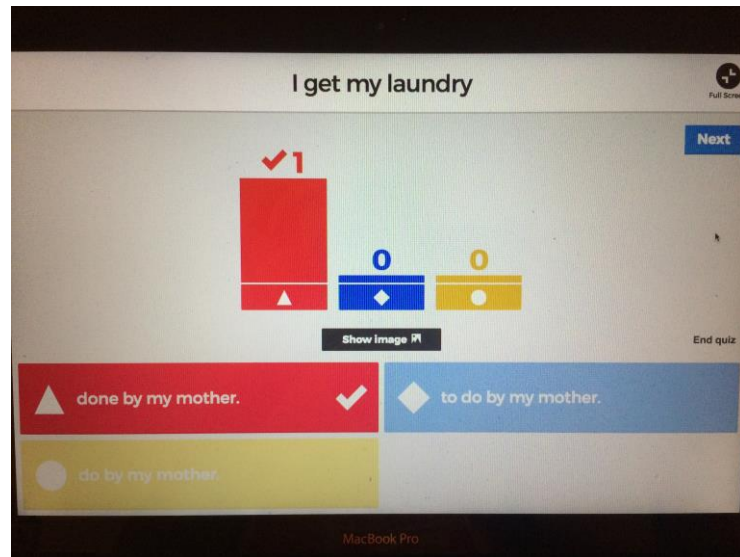 I get my laundry
Full Scree
Next
1
0
0
Show image
End quiz
done by my mother.
to do by my mother.
do by my mother.
MacBook Pro